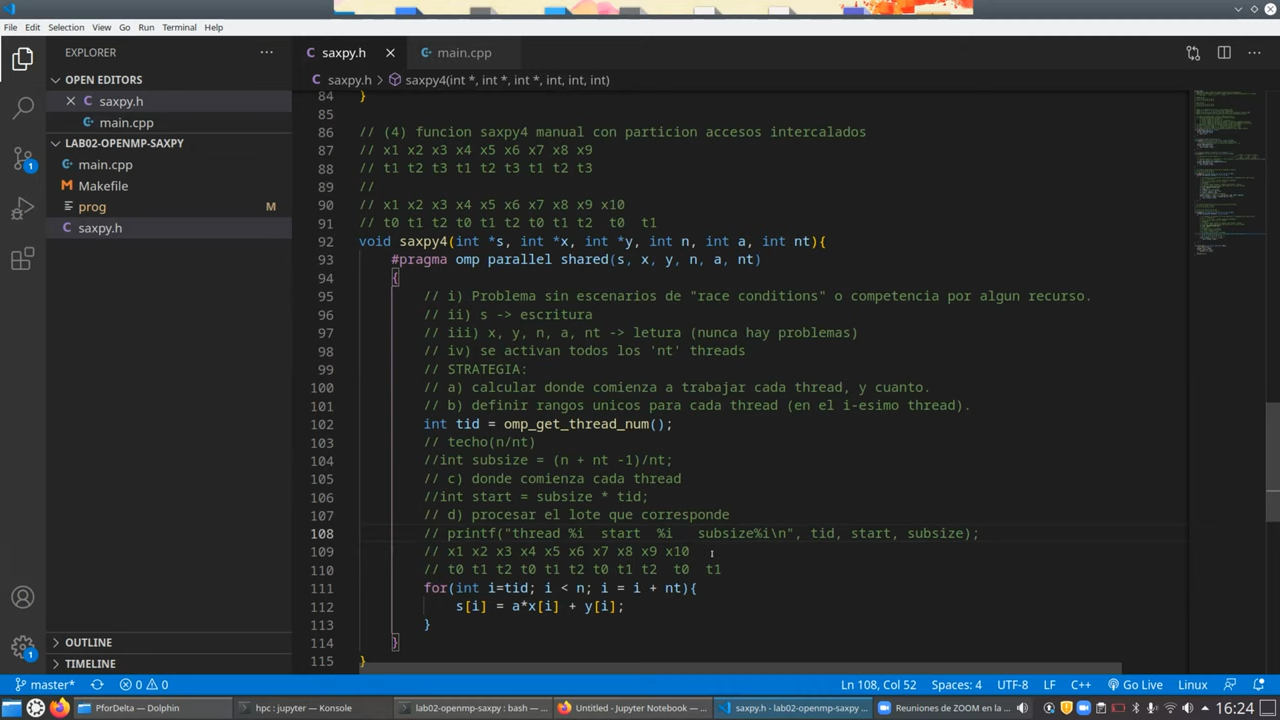 File Edit Selection View Go Run Terminal Help
EXPLORER
OPEN EDITORS
saxpy.h
main.cpp
LAB02-OPENMP-SAXPY
main.cpp
Makefile
prog M
saxpy.h
OUTLINE
TIMELINE
saxpy.h main.cpp
saxpy.h > saxpy4(int *, int *, int *, int, int, int)
84 }
85
86 // (4) funcion saxpy4 manual con particion accesos intercalados
87 // x1 x2 x3 x4 x5 x6 x7 x8 x9
88 // t1 t2 t3 t1 t2 t3 t1 t2 t3
89 //
90 // x1 x2 x3 x4 x5 x6 x7 x8 x9 x10
91 // t0 t1 t2 t0 t1 t2 t0 t1 t2 t0 t1
92 void saxpy4(int *s, int *x, int *y, int n, int a, int nt){
93 #pragma omp parallel shared(s, x, y, n, a, nt)
94 {
95 // i) Problema sin escenarios de "race conditions" o competencia por algun recurso.
96 // ii) s -> escritura
97 // iii) x, y, n, a, nt -> letura (nunca hay problemas)
98 // iv) se activan todos los 'nt' threads
99 // STRATEGIA:
100 // a) calcular donde comienza a trabajar cada thread, y cuanto.
101 // b) definir rangos unicos para cada thread (en el i-esimo thread).
102 int tid = omp_get_thread_num();
103 // techo(n/nt)
104 //int subsize = (n + nt -1)/nt;
105 // c) donde comienza cada thread
106 //int start = subsize * tid;
107 // d) procesar el lote que corresponde
108 // printf("thread %i start %i subsize%i\n", tid, start, subsize);
109 // x1 x2 x3 x4 x5 x6 x7 x8 x9 x10
110 // t0 t1 t2 t0 t1 t2 t0 t1 t2 t0 t1
111 for(int i=tid; i < n; i = i + nt){
112 s[i] = a*x[i] + y[i];
113 }
114 }
115 }
1
1
master* 0 0 Ln 108, Col 52 Spaces: 4 UTF-8 LF C++ Go Live Linux
PforDelta — Dolphin hpc : jupyter — Konsole lab02-openmp-saxpy : bash — ... Untitled - Jupyter Notebook — ... saxpy.h - lab02-openmp-saxpy ... Reuniones de ZOOM en la ... 16:24